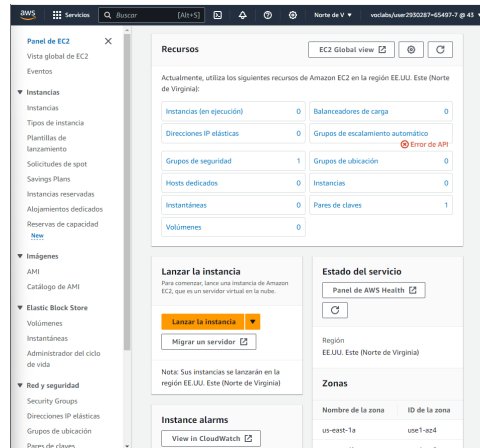 aws
Servicios
Buscar
[Alt+S]
Norte de V
voclabs/user2930287=65497-7 @ 43
Panel de EC2
Vista global de EC2
Eventos
Instancias
Instancias
Tipos de instancia
Plantillas de
lanzamiento
Solicitudes de spot
Savings Plans
Instancias reservadas
Alojamientos dedicados
Reservas de capacidad
New
Imágenes
AMI
Catálogo de AMI
Elastic Block Store
Volúmenes
Instantáneas
Administrador del ciclo
de vida
Red y seguridad
Security Groups
Direcciones IP elásticas
Grupos de ubicación
Pares de claves
Recursos
EC2 Global view
Actualmente, utiliza los siguientes recursos de Amazon EC2 en la región EE.UU. Este (Norte
de Virginia):
Instancias (en ejecución) 0
Balanceadores de carga 0
Direcciones IP elásticas 0
Grupos de escalamiento automático
Error de API
Grupos de seguridad 1
Grupos de ubicación 0
Hosts dedicados 0
Instancias 0
Instantáneas 0
Pares de claves 1
Volúmenes 0
Lanzar la instancia
Para comenzar, lance una instancia de Amazon
EC2, que es un servidor virtual en la nube.
Lanzar la instancia
Migrar un servidor
Nota: Sus instancias se lanzarán en la
región EE.UU. Este (Norte de Virginia)
Instance alarms
View in CloudWatch
Estado del servicio
Panel de AWS Health
Región
EE.UU. Este (Norte de Virginia)
Zonas
Nombre de la zona ID de la zona
us-east-1a use1-az4